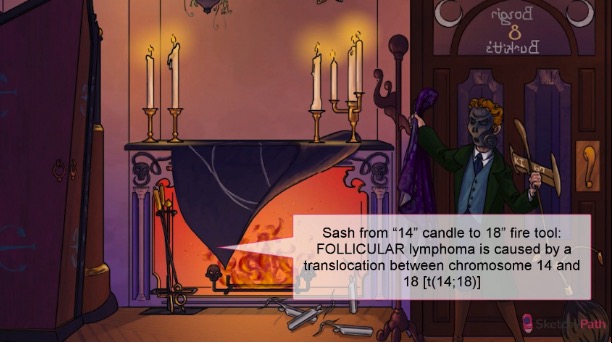 Burkitt's
Sash from “14” candle to 18” fire tool:
FOLLICULAR lymphoma is caused by a
translocation between chromosome 14 and
18 [t(14;18)]
SketchyPath